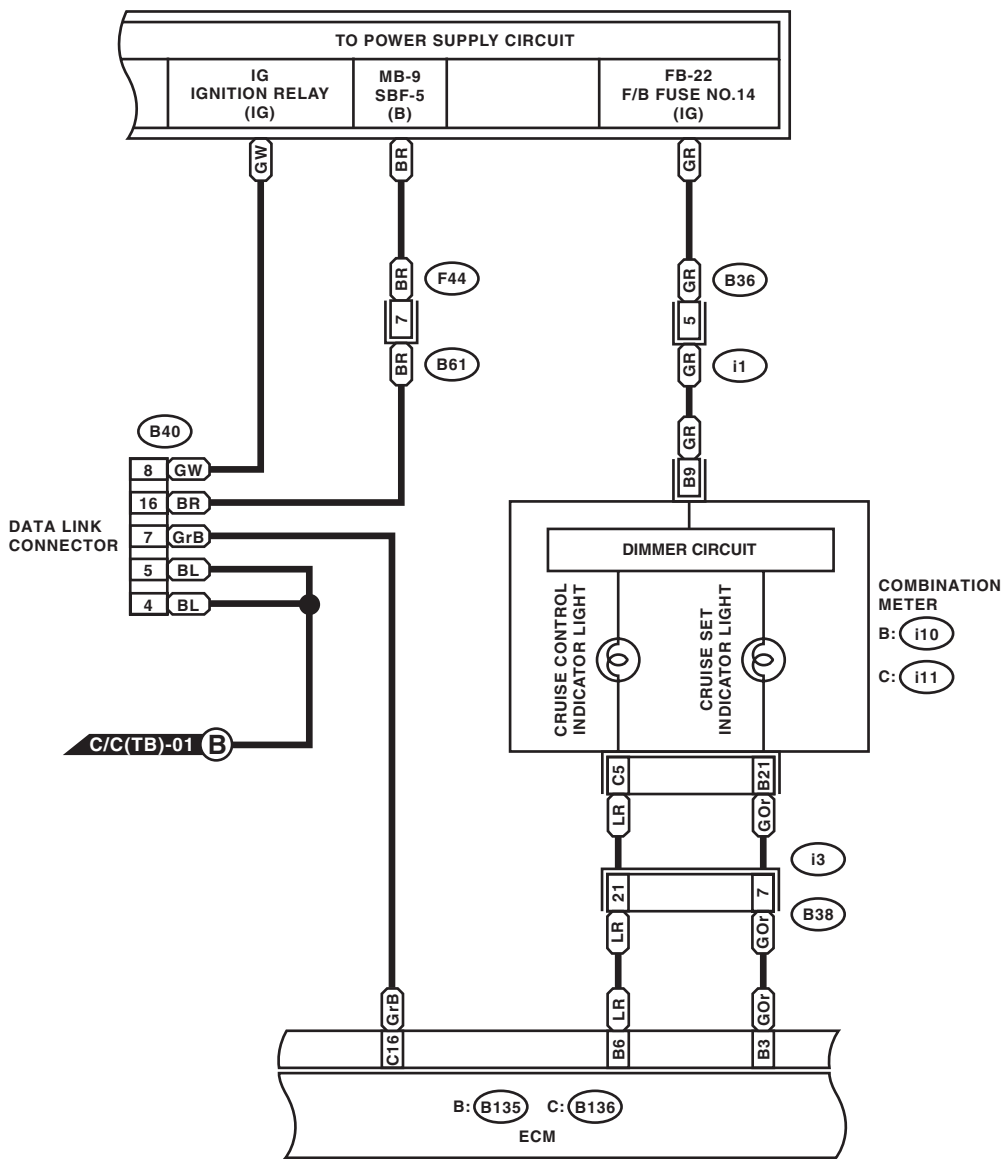 TO POWER SUPPLY CIRCUIT
IG
IGNITION RELAY
(IG)
MB-9
SBF-5
(B)
FB-22
F/B FUSE NO.14
(IG)
GW
BR
GR
BR
F44
GR
B36
7
5
BR
B61
GR
i1
GR
B9
B40
8 GW
16 BR
7 GrB
5 BL
4 BL
DATA LINK
CONNECTOR
DIMMER CIRCUIT
CRUISE CONTROL
INDICATOR LIGHT
CRUISE SET
INDICATOR LIGHT
COMBINATION
METER
B: i10
C: i11
C/C(TB)-01 B
C5
B21
LR
GOr
i3
21
7
B38
LR
GOr
GrB
LR
GOr
C16
B6
B3
B: B135 C: B136
ECM